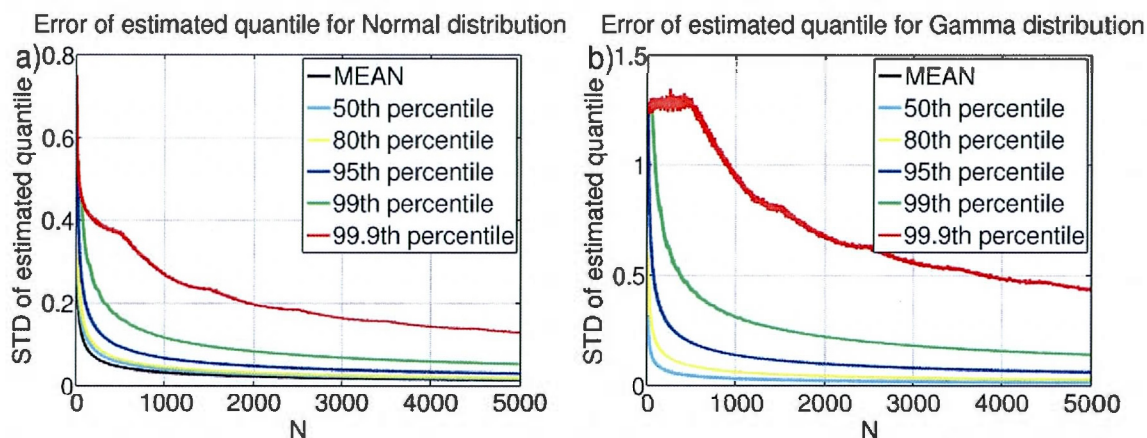 Error of estimated quantile for Normal distribution
a)
0.8
0.6
0.4
0.2
0
STD of estimated quantile
MEAN
50th percentile
80th percentile
95th percentile
99th percentile
99.9th percentile
0 1000 2000 3000 4000 5000
N
Error of estimated quantile for Gamma distribution
b)
1.5
1
0.5
0
STD of estimated quantile
MEAN
50th percentile
80th percentile
95th percentile
99th percentile
99.9th percentile
0 1000 2000 3000 4000 5000
N